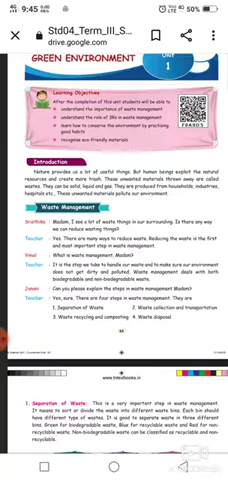 4G
LTE 9:45
VoLTE 4G 50%
Std04_Term_III_S...
drive.google.com
GREEN ENVIRONMENT
Unit
1
Learning Objectives
After the completion of this unit students will be able to
understand the importance of waste management
understand the role of 3Rs in waste management
learn how to conserve the environment by practising
good habits
recognise eco-friendly materials
Introduction
Nature provides us a lot of useful things. But human beings exploit the natural
resources and create more trash. These unwanted materials thrown away are called
wastes. They can be solid, liquid and gas. They are produced from households, industries,
hospitals etc., These unwanted materials pollute our environment.
Waste Management
Srothika : Madam, I see a lot of waste things in our surrounding. Is there any way
we can reduce wasting things?
Teacher : Yes. There are many ways to reduce waste. Reducing the waste is the first
and most important step in waste management.
Vimal : What is waste management, Madam?
Teacher : It is the step we take to handle our waste and to make sure our environment
does not get dirty and polluted. Waste management deals with both
biodegradable and non-biodegradable waste.
Janani : Can you please explain the steps in waste management Madam?
Teacher : Yes, sure, There are four steps in waste management. They are
1. Separation of Waste 2. Waste collection and transportation
3. Waste recycling and composting 4. Waste disposal
www.tntextbooks.in
1. Separation of Waste: This is a very important step in waste management.
It means to sort or divide the waste into different waste bins. Each bin should
have different type of wastes. It is good to separate waste in three different
bins. Green for biodegradable waste, Blue for recyclable waste and Red for non-
recyclable waste. Non-biodegradable waste can be classified as recyclable and non-
recyclable.